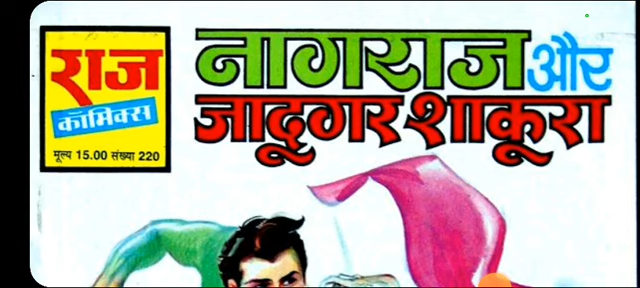 राज
कॉमिक्स
मूल्य 15.00 संख्या 220
नागराज और
जादूगर शाकूरा